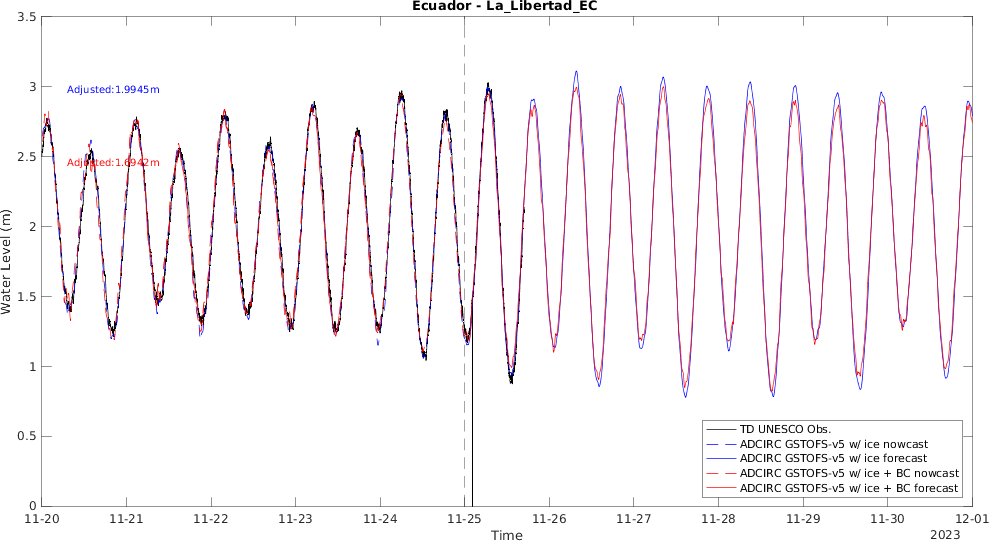 Ecuador - La_Libertad_EC
3.5
3
2.5
2
1.5
1
0.5
0
Water Level (m)
Adjusted:1.9945m
Adjusted:1.6942m
TD UNESCO Obs.
ADCIRC GSTOFS-v5 w/ ice nowcast
ADCIRC GSTOFS-v5 w/ ice forecast
ADCIRC GSTOFS-v5 w/ ice + BC nowcast
ADCIRC GSTOFS-v5 w/ ice + BC forecast
11-20 11-21 11-22 11-23 11-24 11-25 11-26 11-27 11-28 11-29 11-30 12-01
Time
2023